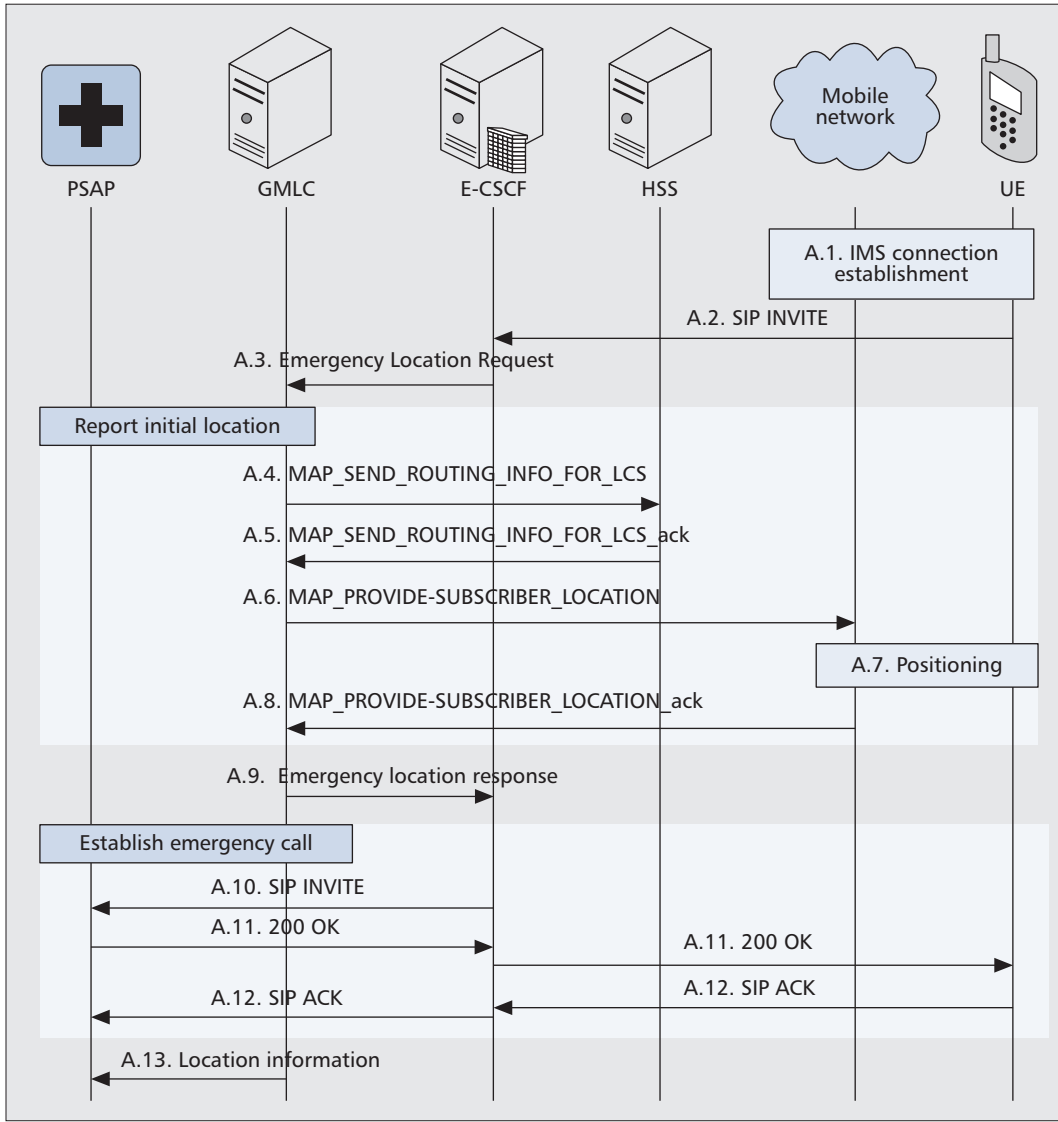 Mobile
network
PSAP
GMLC
E-CSCF
HSS
UE
A.1. IMS connection
establishment
A.2. SIP INVITE
A.3. Emergency Location Request
Report initial location
A.4. MAP_SEND_ROUTING_INFO_FOR_LCS
A.5. MAP_SEND_ROUTING_INFO_FOR_LCS_ack
A.6. MAP_PROVIDE-SUBSCRIBER_LOCATION
A.7. Positioning
A.8. MAP_PROVIDE-SUBSCRIBER_LOCATION_ack
A.9. Emergency location response
Establish emergency call
A.10. SIP INVITE
A.11. 200 OK
A.11. 200 OK
A.12. SIP ACK
A.12. SIP ACK
A.13. Location information